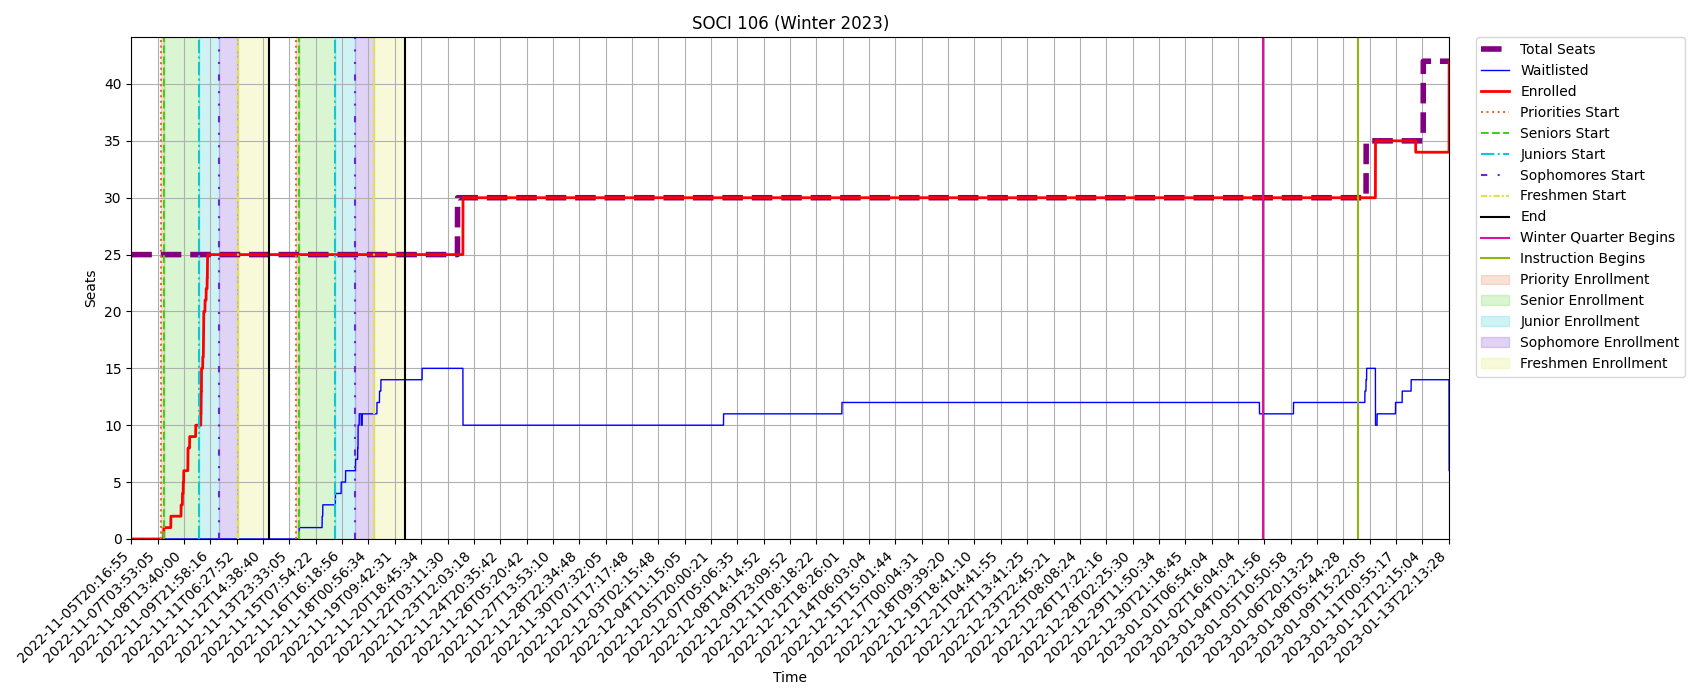 SOCI 106 (Winter 2023)
Seats
40
35
30
25
20
15
10
5
0
2022-11-05T20:16:55
2022-11-07T03:53:05
2022-11-08T13:40:00
2022-11-09T21:58:16
2022-11-11T06:27:52
2022-11-12T14:38:40
2022-11-13T23:33:05
2022-11-15T07:54:22
2022-11-16T16:18:56
2022-11-18T00:56:34
2022-11-19T09:42:31
2022-11-20T18:45:34
2022-11-22T03:11:30
2022-11-23T12:03:18
2022-11-24T20:35:42
2022-11-26T05:20:42
2022-11-27T13:53:10
2022-11-28T22:34:48
2022-11-30T07:32:05
2022-12-01T17:17:48
2022-12-03T02:15:48
2022-12-04T11:15:05
2022-12-05T20:00:21
2022-12-07T05:06:35
2022-12-08T14:14:52
2022-12-09T23:09:52
2022-12-11T08:18:22
2022-12-12T18:26:01
2022-12-14T06:03:04
2022-12-15T15:01:44
2022-12-17T00:04:31
2022-12-18T09:39:20
2022-12-19T18:41:10
2022-12-21T04:41:55
2022-12-22T13:41:25
2022-12-23T22:45:21
2022-12-25T08:08:24
2022-12-26T17:22:16
2022-12-28T02:25:30
2022-12-29T11:50:34
2022-12-30T21:18:45
2023-01-01T06:54:04
2023-01-02T16:04:04
2023-01-04T01:21:56
2023-01-05T10:50:58
2023-01-06T20:13:25
2023-01-08T05:44:28
2023-01-09T15:22:05
2023-01-11T00:55:17
2023-01-12T12:15:04
2023-01-13T22:13:28
Time
Total Seats
Waitlisted
Enrolled
Priorities Start
Seniors Start
Juniors Start
Sophomores Start
Freshmen Start
End
Winter Quarter Begins
Instruction Begins
Priority Enrollment
Senior Enrollment
Junior Enrollment
Sophomore Enrollment
Freshmen Enrollment